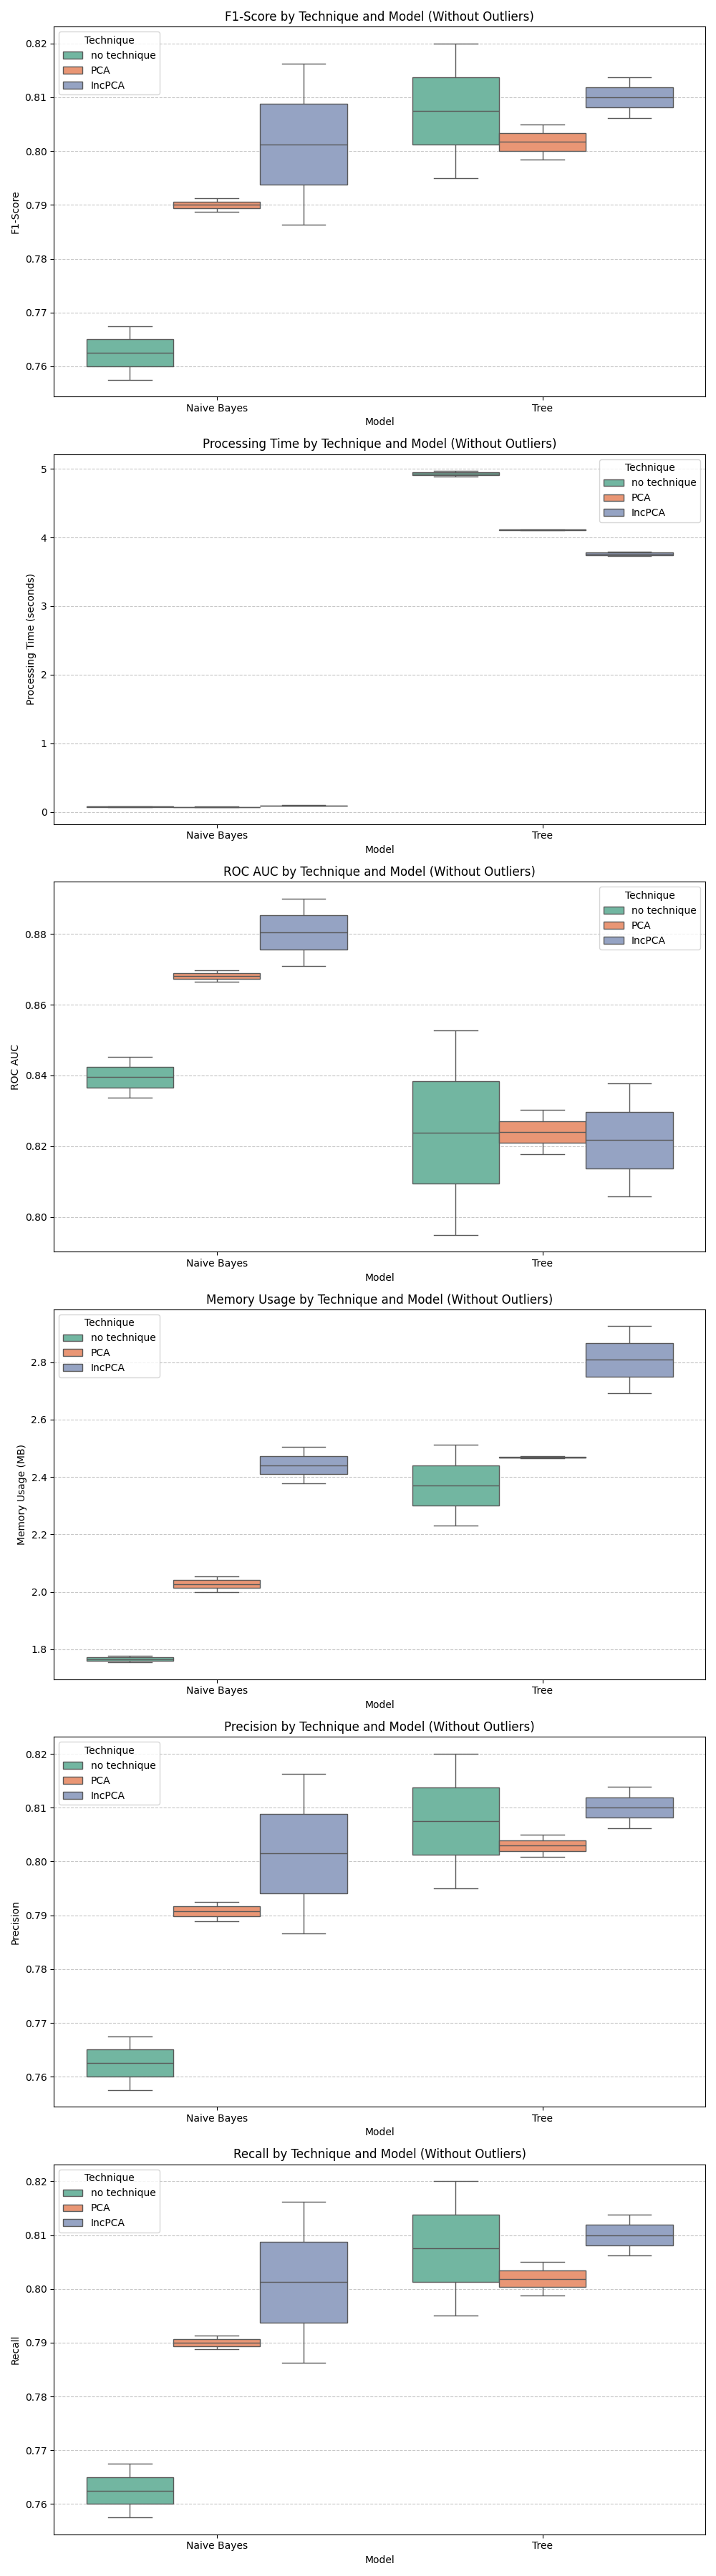 F1-Score by Technique and Model (Without Outliers)
Technique
no technique
PCA
IncPCA
0.82
0.81
0.80
0.79
0.78
0.77
0.76
F1-Score
Naive Bayes
Tree
Model
Processing Time by Technique and Model (Without Outliers)
Technique
no technique
PCA
IncPCA
5
4
3
2
1
0
Processing Time (seconds)
Naive Bayes
Tree
Model
ROC AUC by Technique and Model (Without Outliers)
Technique
no technique
PCA
IncPCA
0.88
0.86
0.84
0.82
0.80
ROC AUC
Naive Bayes
Tree
Model
Memory Usage by Technique and Model (Without Outliers)
Technique
no technique
PCA
IncPCA
2.8
2.6
2.4
2.2
2.0
1.8
Memory Usage (MB)
Naive Bayes
Tree
Model
Precision by Technique and Model (Without Outliers)
Technique
no technique
PCA
IncPCA
0.82
0.81
0.80
0.79
0.78
0.77
0.76
Precision
Naive Bayes
Tree
Model
Recall by Technique and Model (Without Outliers)
Technique
no technique
PCA
IncPCA
0.82
0.81
0.80
0.79
0.78
0.77
0.76
Recall
Naive Bayes
Tree
Model